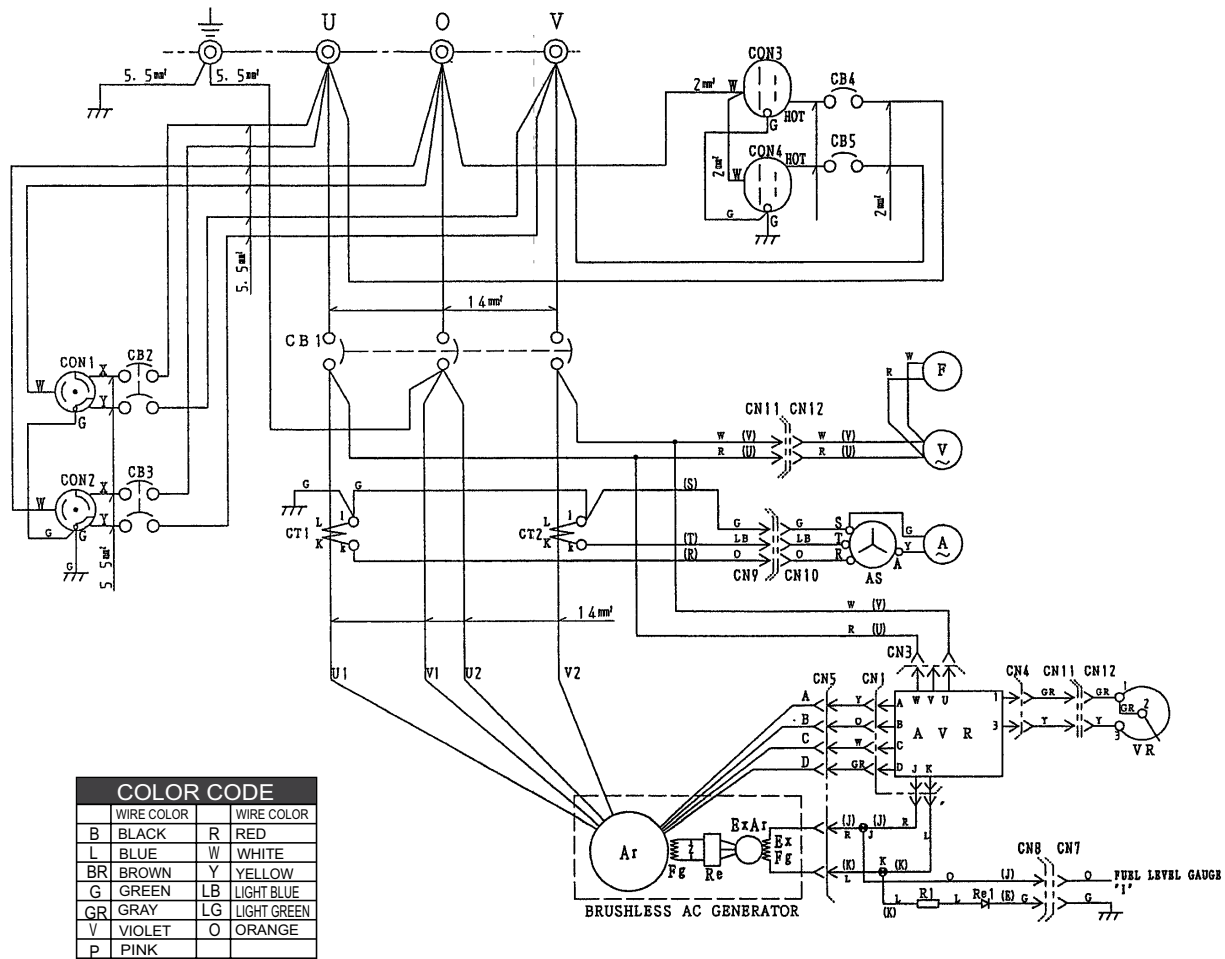 U O V
5.5㎟ 5.5㎟
CON3
2㎟ W
CB4
G HOT
CB5
CON4 HOT
2㎟ W
G G
2㎟
5.5㎟
14㎟
CB1
CON1 X CB2
W
Y
G
CON2 X CB3
W
Y
G G
G
5.5㎟
W F
R
CN11 CN12
W (V) W (V)
R (U) R (U)
V
G G (S)
L l L l
CT1 CT2
K k K k
(T)
(R)
G G S
LB LB T
O O R
CN9 CN10
AS
G
Y A
A
14㎟
W (V)
R (U)
U1 V1 U2 V2
CN3
CN5 CN1
W V U
CN4 CN11 CN12
A Y A
B O B
C W C
D GR D
AVR
1 GR GR 1
GR 2
3 Y Y 3
VR
J K
(J) (J) R
R J
L
K
(K) (K)
L
Ar Fg Re ExAr Ex Fg
BRUSHLESS AC GENERATOR
CN8 CN7
O (J) O FUEL LEVEL GAUGE "I"
L R1 L Re1 (E) G G
(K)
COLOR CODE
WIRE COLOR WIRE COLOR
B BLACK R RED
L BLUE W WHITE
BR BROWN Y YELLOW
G GREEN LB LIGHT BLUE
GR GRAY LG LIGHT GREEN
V VIOLET O ORANGE
P PINK